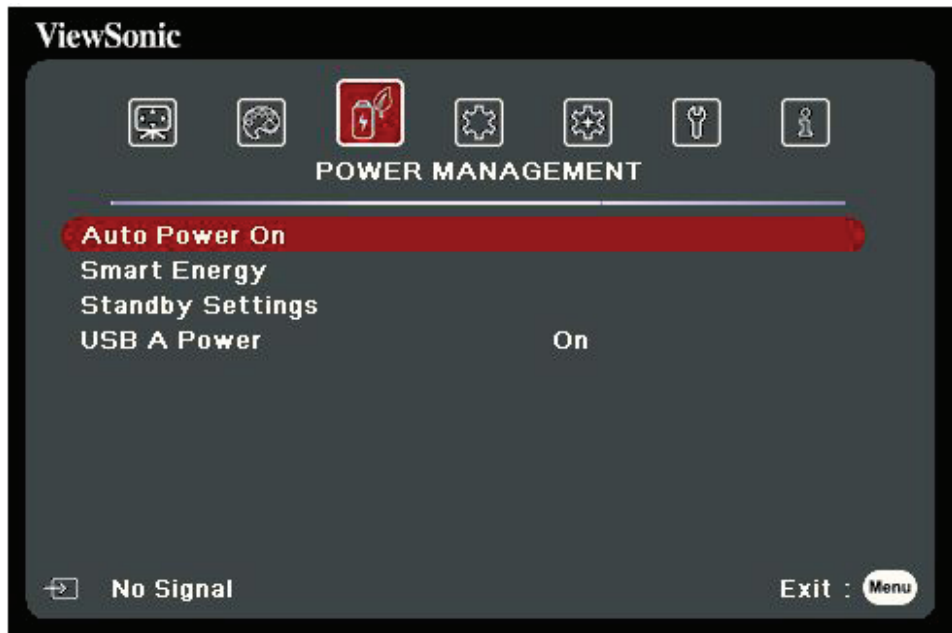 ViewSonic
POWER MANAGEMENT
Auto Power On
Smart Energy
Standby Settings
USB A Power On
No Signal Exit : Menu